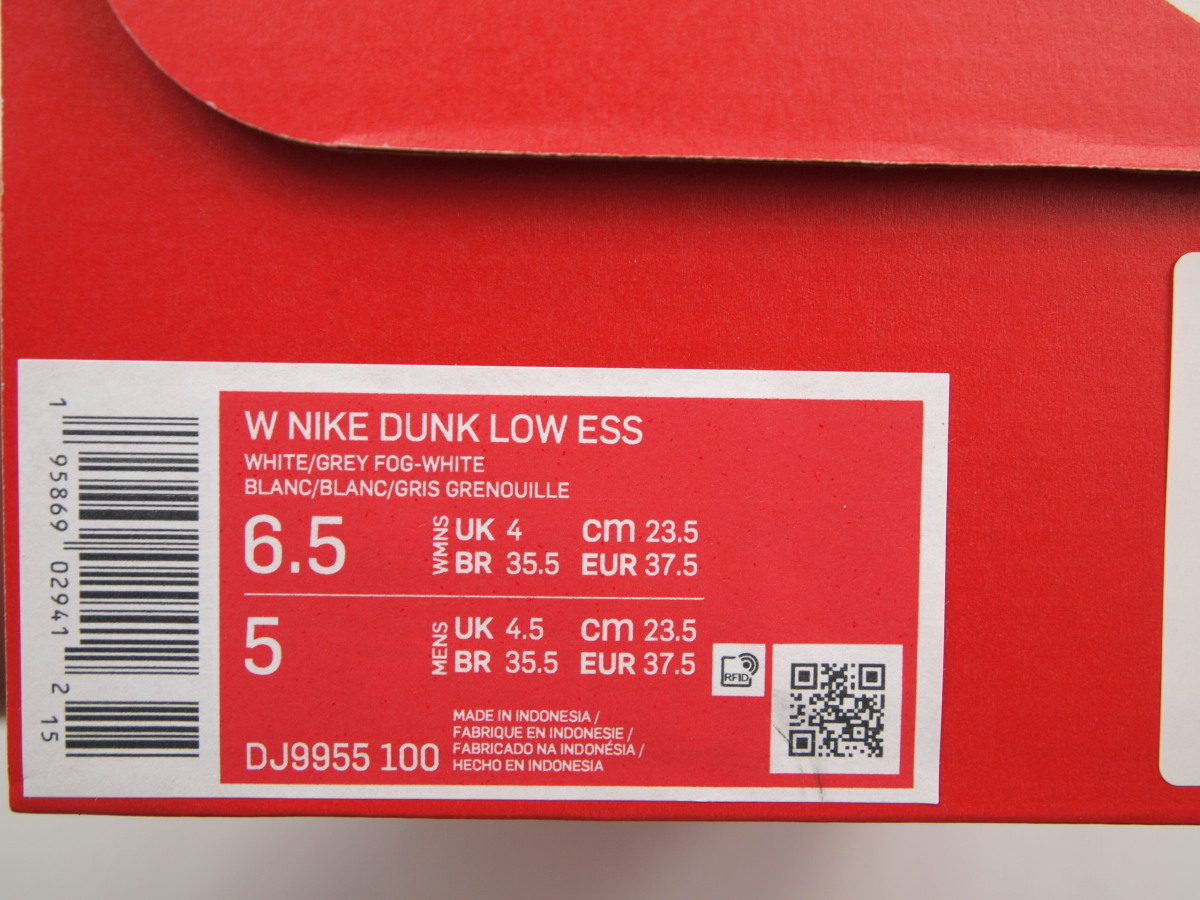 W NIKE DUNK LOW ESS
WHITE/GREY FOG-WHITE
BLANC/BLANC/GRIS GRENOUILLE
6.5 WMNS UK 4 cm 23.5
BR 35.5 EUR 37.5
5 MENS UK 4.5 cm 23.5
BR 35.5 EUR 37.5
RFID
MADE IN INDONESIA /
FABRIQUE EN INDONESIE /
FABRICADO NA INDONÉSIA /
HECHO EN INDONESIA
DJ9955 100
1 95869 02941 2 15